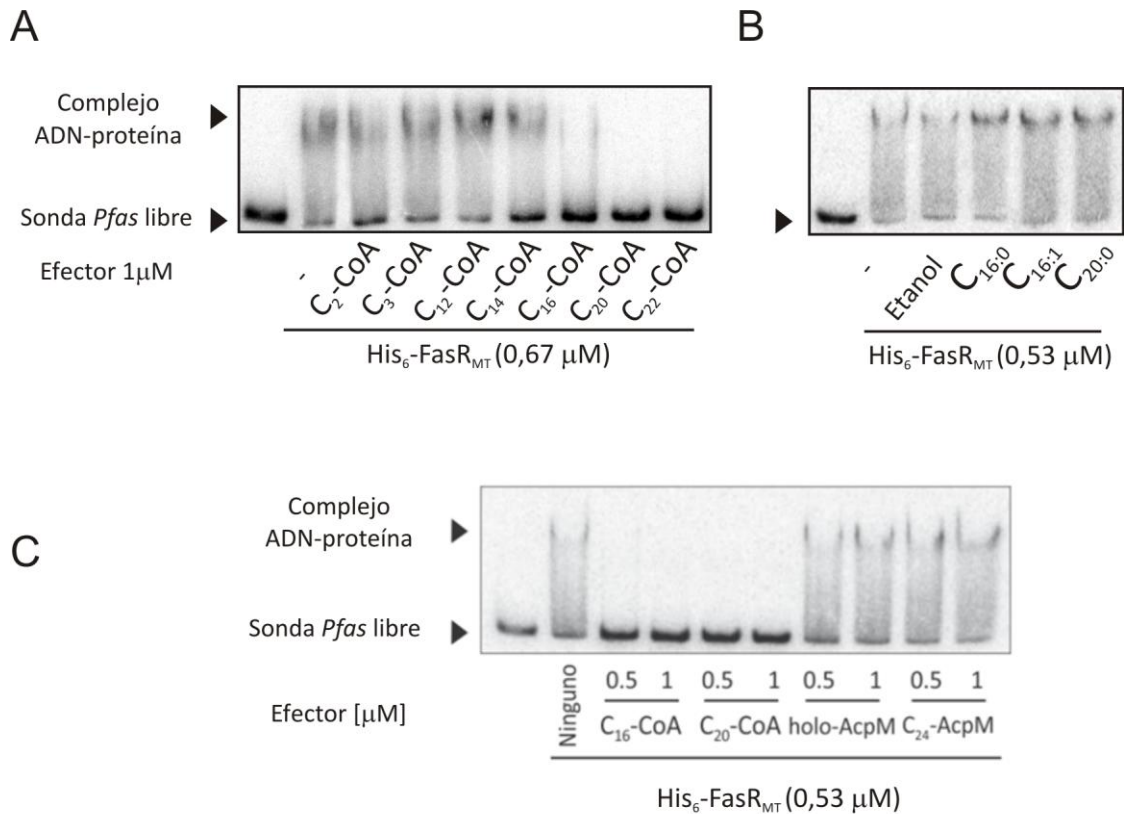 A
B
Complejo
ADN-proteína
Sonda Pfas libre
Efector 1μM
-
C2-CoA
C3-CoA
C12-CoA
C14-CoA
C16-CoA
C20-CoA
C22-CoA
His6-FasRMT (0,67 μM)
-
Etanol
C16:0
C16:1
C20:0
His6-FasRMT (0,53 μM)
C
Complejo
ADN-proteína
Sonda Pfas libre
Efector [μM]
Ninguno
0.5 1 0.5 1 0.5 1 0.5 1
C16-CoA C20-CoA holo-AcpM C24-AcpM
His6-FasRMT (0,53 μM)